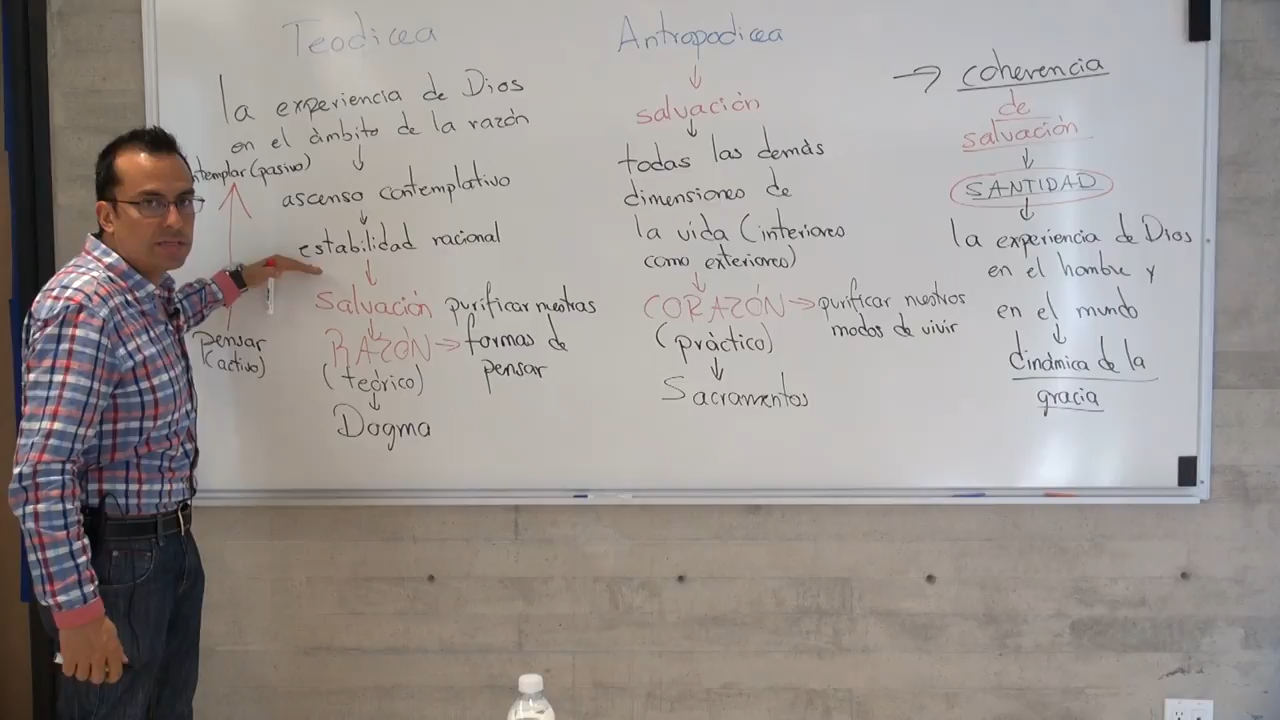 Teodicea
la experiencia de Dios
en el ámbito de la razón
ntemplar (pasivo)
ascenso contemplativo
estabilidad racional
Salvación purificar nuestras
RAZÓN → formas de
pensar
(teórico)
Dogma
pensar
(activo)
Antropodicea
salvación
todas las demás
dimensiones de
la vida (interiores
como exteriores)
CORAZÓN → purificar nuestros
modos de vivir
(práctico)
Sacramentos
→ coherencia
de
salvación
SANTIDAD
la experiencia de Dios
en el hombre y
en el mundo
dinámica de la
gracia